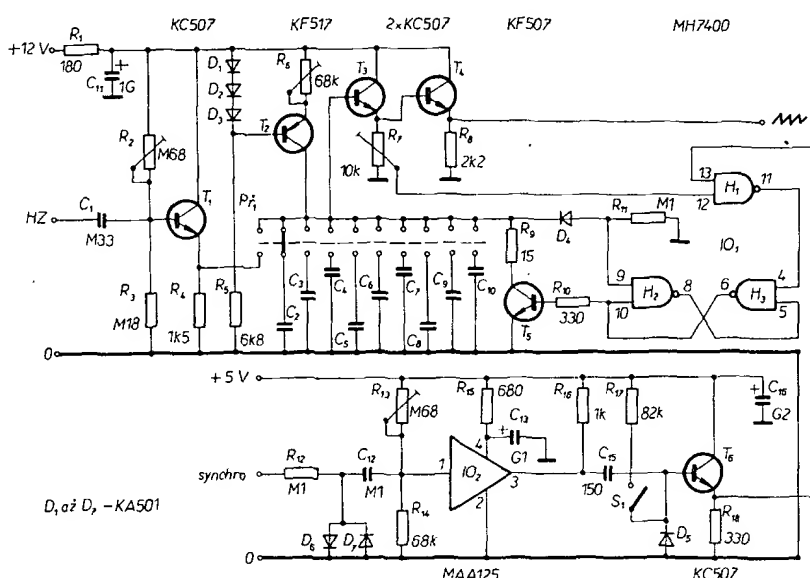 KC507 KF517 2×KC507 KF507 MH7400
+12 V R₁ 180
C₁₁ + 1G
D₁
D₂
D₃
R₆ 68k
T₃
T₄
T₂
R₂ M68
R₇ 10k
R₈ 2k2
13
12
H₁
11
HZ C₁ M33
T₁
Př₁
R₉ 15
D₄
R₁₁ M1
IO₁
R₃ M18
R₄ 1k5
R₅ 6k8
C₂
C₃
C₄
C₅
C₆
C₇
C₈
C₉
C₁₀
T₅
R₁₀ 330
9
10
H₂
8
6
H₃
4
5
0
+5 V
R₁₃ M68
R₁₅ 680
C₁₃ + G1
R₁₆ 1k
R₁₇ 82k
C₁₆ + G2
synchro R₁₂ M1
C₁₂ M1
1
4
IO₂
2
3
C₁₅ 150
S₁
T₆
D₁ až D₇ – KA501
D₆
D₇
R₁₄ 68k
D₅
R₁₈ 330
0
MAA125 KC507